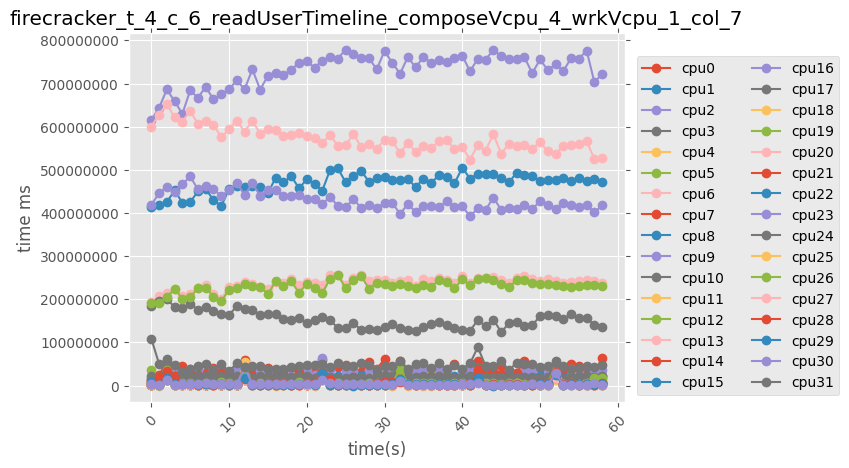 firecracker_t_4_c_6_readUserTimeline_composeVcpu_4_wrkVcpu_1_col_7
800000000
700000000
600000000
500000000
400000000
300000000
200000000
100000000
0
time ms
0
10
20
30
40
50
60
time(s)
cpu0
cpu1
cpu2
cpu3
cpu4
cpu5
cpu6
cpu7
cpu8
cpu9
cpu10
cpu11
cpu12
cpu13
cpu14
cpu15
cpu16
cpu17
cpu18
cpu19
cpu20
cpu21
cpu22
cpu23
cpu24
cpu25
cpu26
cpu27
cpu28
cpu29
cpu30
cpu31